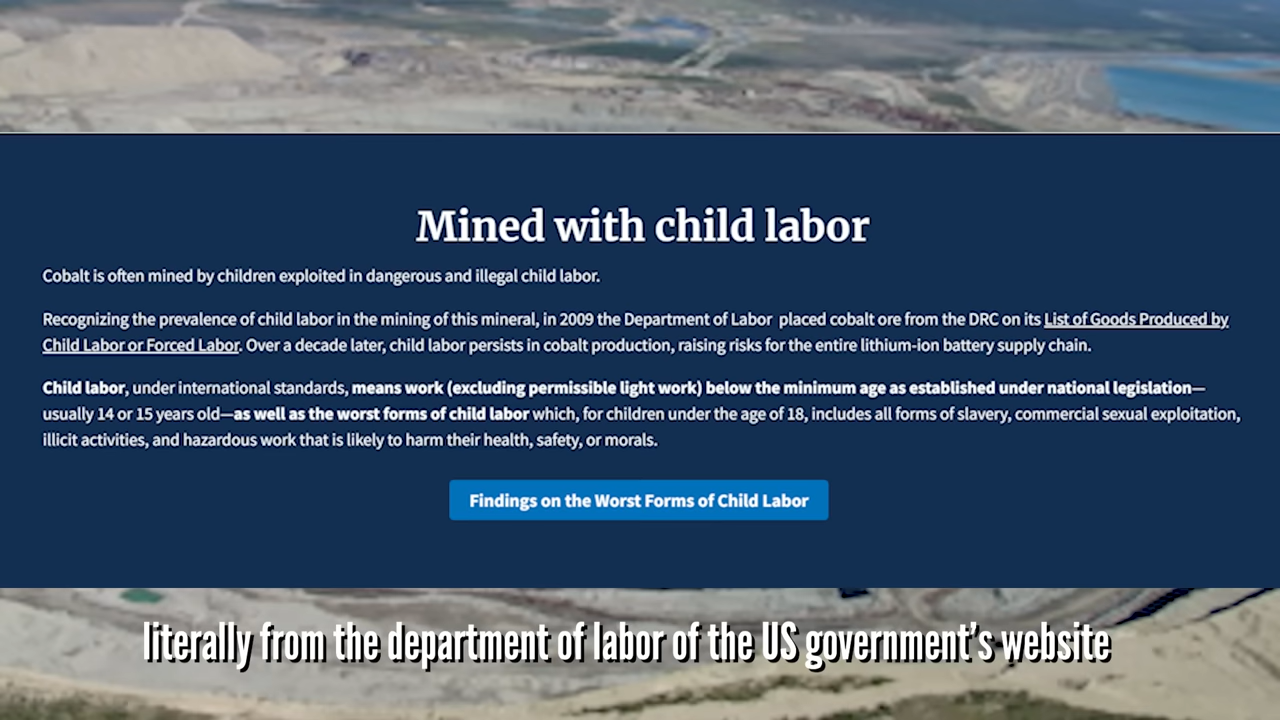 Mined with child labor
Cobalt is often mined by children exploited in dangerous and illegal child labor.
Recognizing the prevalence of child labor in the mining of this mineral, in 2009 the Department of Labor placed cobalt ore from the DRC on its List of Goods Produced by
Child Labor or Forced Labor. Over a decade later, child labor persists in cobalt production, raising risks for the entire lithium-ion battery supply chain.
Child labor, under international standards, means work (excluding permissible light work) below the minimum age as established under national legislation—
usually 14 or 15 years old—as well as the worst forms of child labor which, for children under the age of 18, includes all forms of slavery, commercial sexual exploitation,
illicit activities, and hazardous work that is likely to harm their health, safety, or morals.
Findings on the Worst Forms of Child Labor
literally from the department of labor of the US government's website